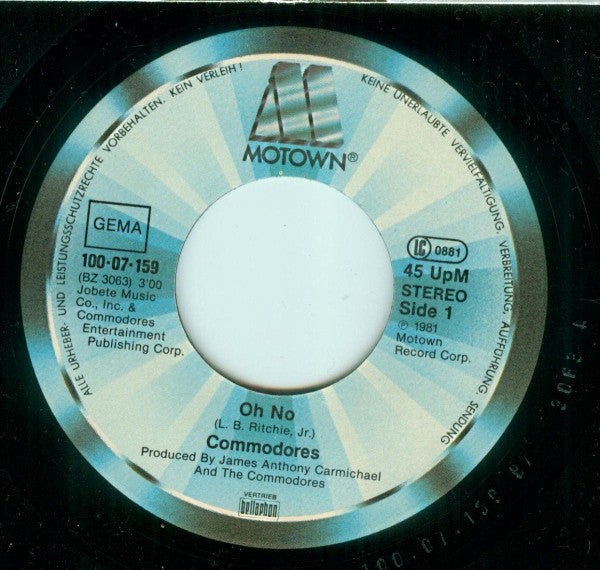 ALLE URHEBER- UND LEISTUNGSSCHUTZRECHTE VORBEHALTEN. KEIN VERLEIH! KEINE UNERLAUBTE VERVIELFÄLTIGUNG, VERBREITUNG, AUFFÜHRUNG, SENDUNG
MOTOWN®
GEMA
100·07·159
(BZ 3063) 3'00
Jobete Music
Co., Inc. &
Commodores
Entertainment
Publishing Corp.
LC 0881
45 UpM
STEREO
Side 1
℗ 1981
Motown
Record Corp.
Oh No
(L. B. Ritchie, Jr.)
Commodores
Produced By James Anthony Carmichael
And The Commodores
VERTRIEB
bellaphon